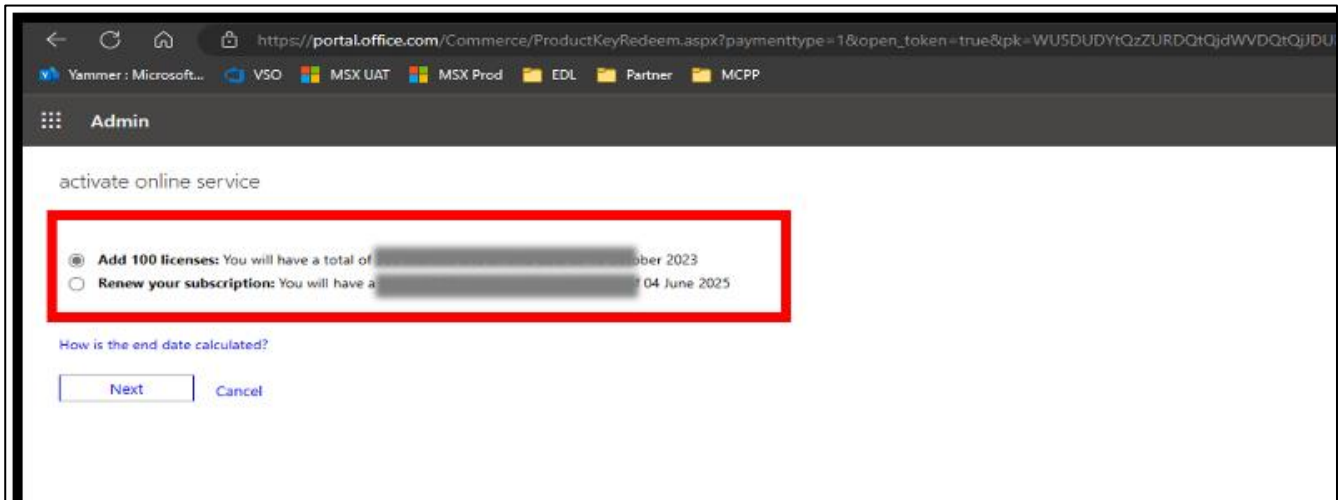 https://portal.office.com/Commerce/ProductKeyRedeem.aspx?paymenttype=1&open_token=true&pk=WU5DUDYtQzZURDQtQjdWVDQtQjJDU
Yammer : Microsoft... VSO MSX UAT MSX Prod EDL Partner MCPP
Admin
activate online service
Add 100 licenses: You will have a total of ober 2023
Renew your subscription: You will have a 04 June 2025
How is the end date calculated?
Next Cancel